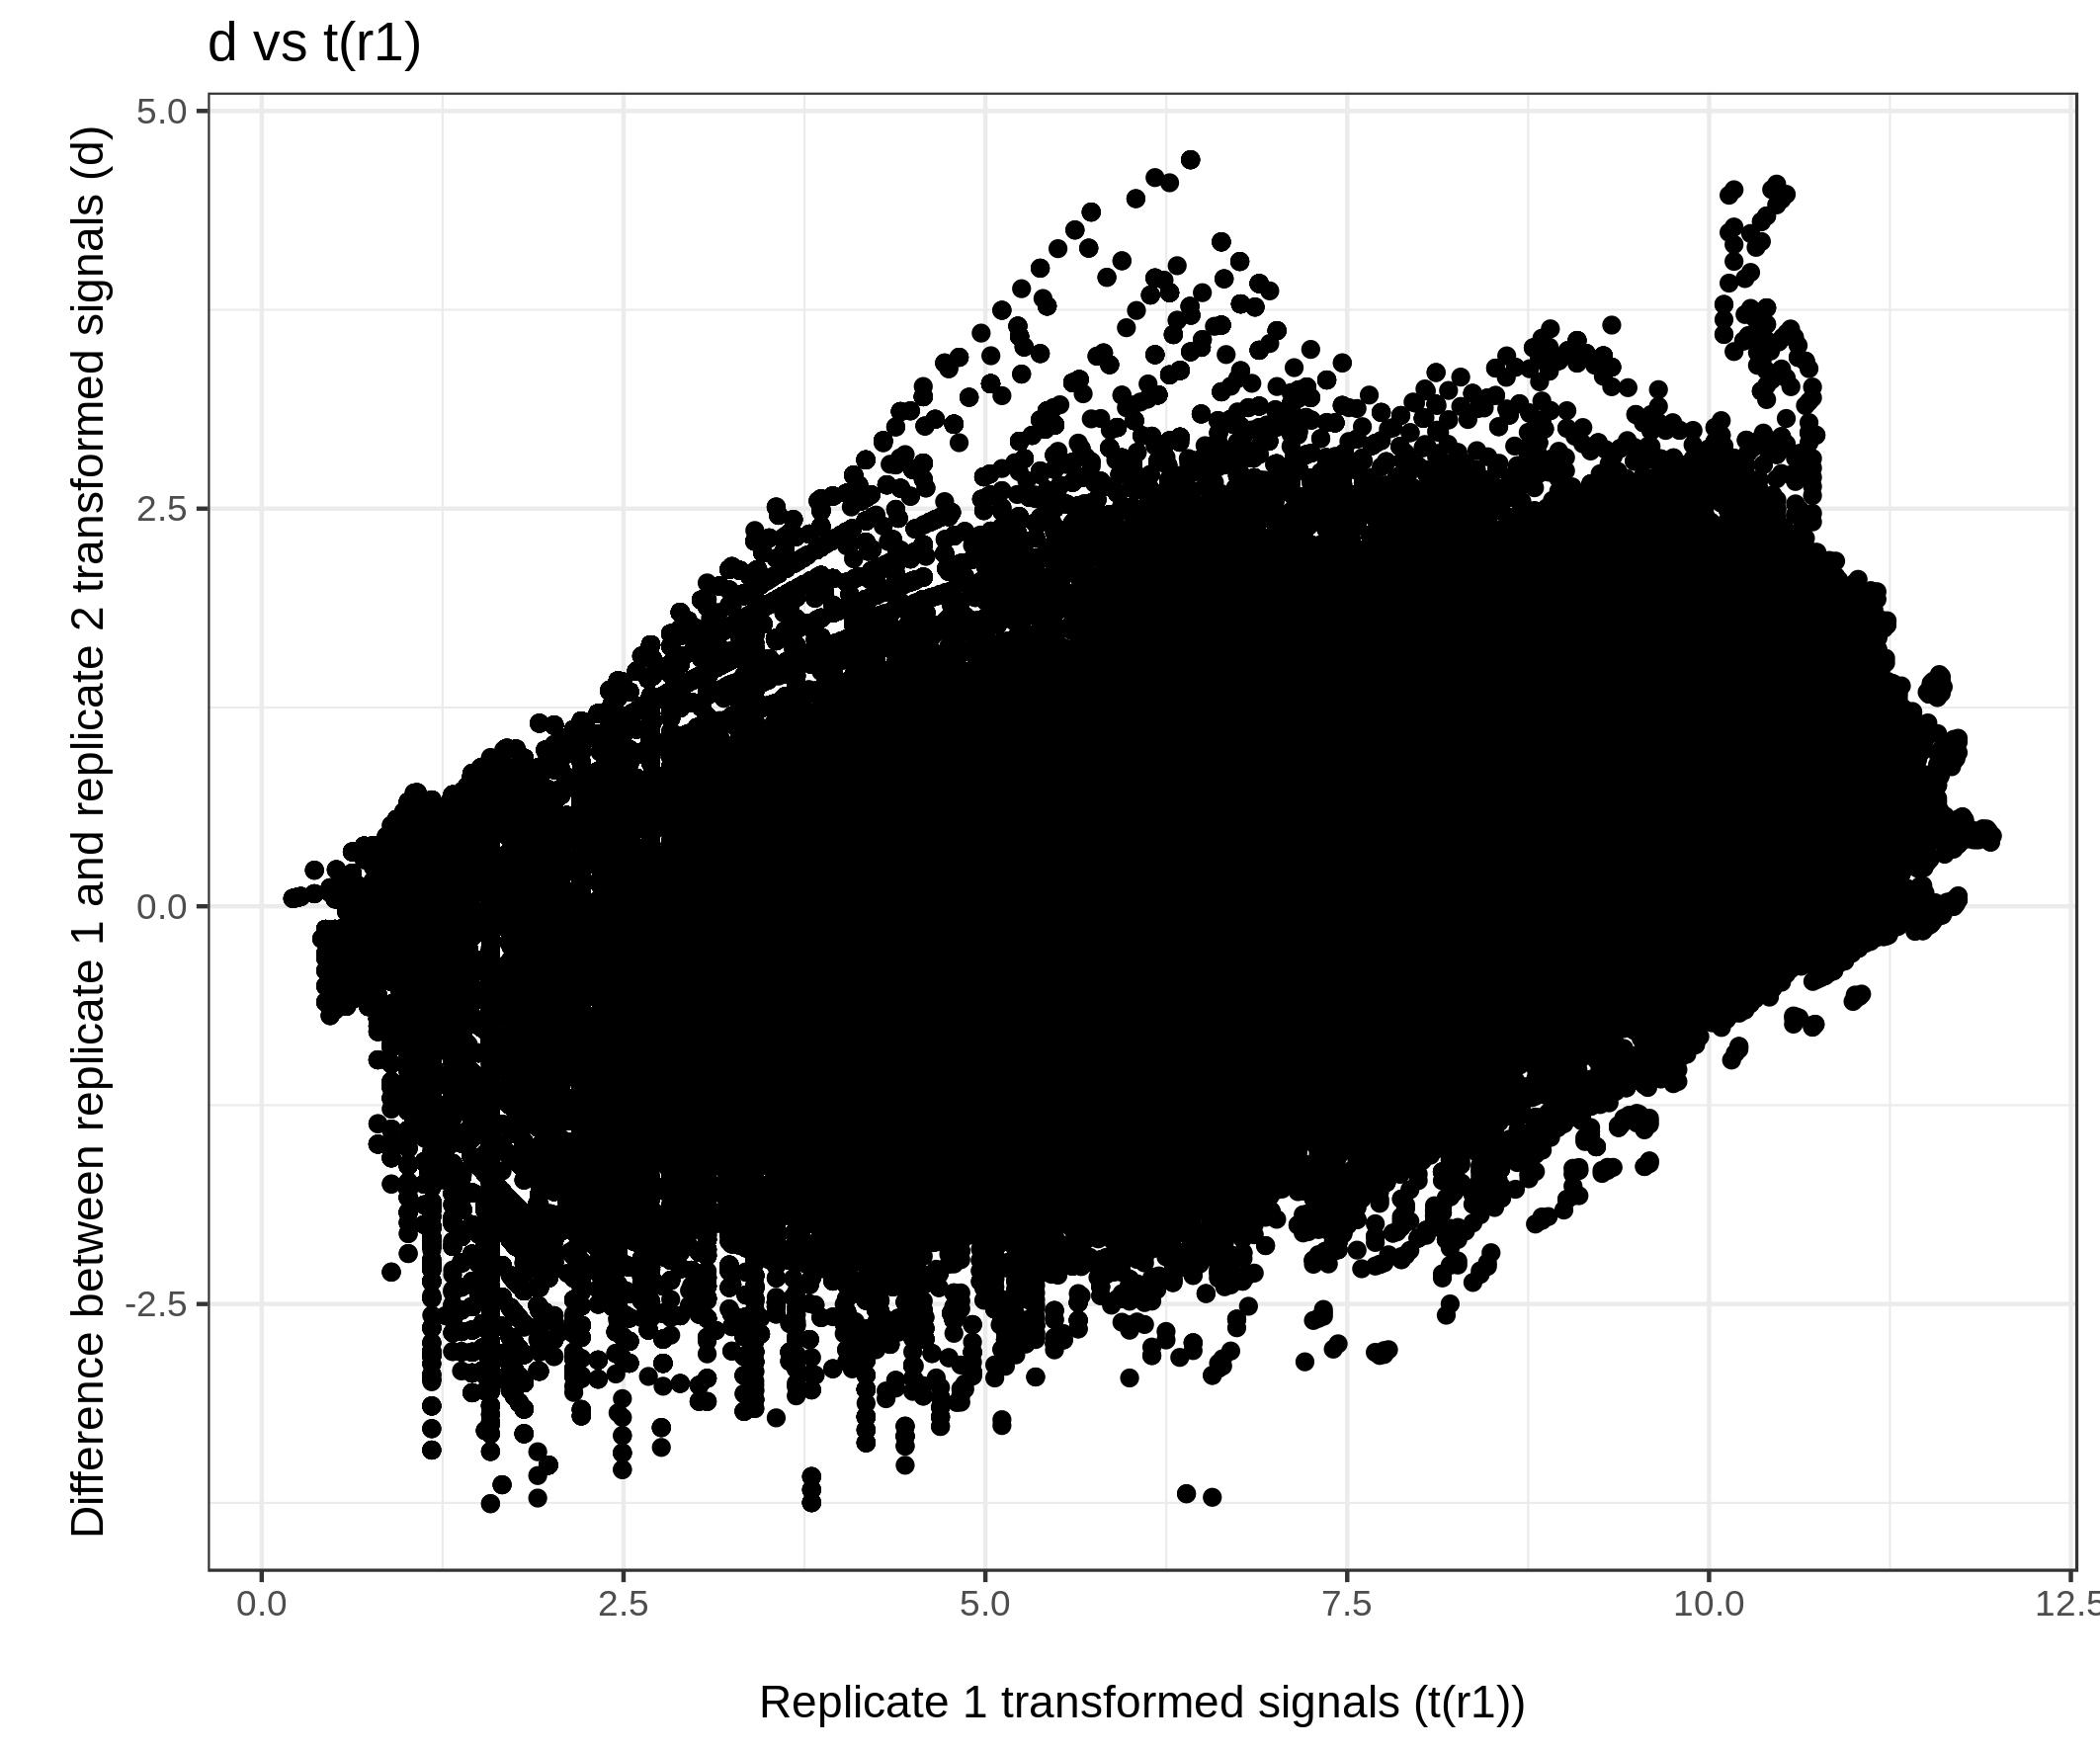 d vs t(r1)
Difference between replicate 1 and replicate 2 transformed signals (d)
5.0
2.5
0.0
-2.5
0.0 2.5 5.0 7.5 10.0 12.5
Replicate 1 transformed signals (t(r1))